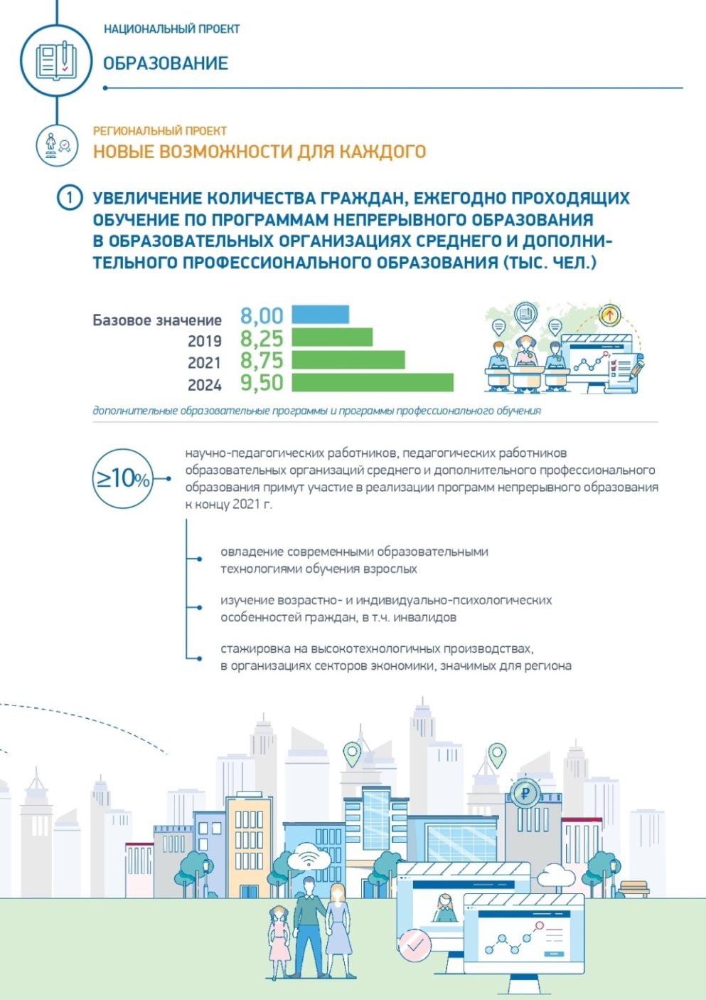 НАЦИОНАЛЬНЫЙ ПРОЕКТ
ОБРАЗОВАНИЕ
РЕГИОНАЛЬНЫЙ ПРОЕКТ
НОВЫЕ ВОЗМОЖНОСТИ ДЛЯ КАЖДОГО
1 УВЕЛИЧЕНИЕ КОЛИЧЕСТВА ГРАЖДАН, ЕЖЕГОДНО ПРОХОДЯЩИХ
ОБУЧЕНИЕ ПО ПРОГРАММАМ НЕПРЕРЫВНОГО ОБРАЗОВАНИЯ
В ОБРАЗОВАТЕЛЬНЫХ ОРГАНИЗАЦИЯХ СРЕДНЕГО И ДОПОЛНИ-
ТЕЛЬНОГО ПРОФЕССИОНАЛЬНОГО ОБРАЗОВАНИЯ (ТЫС. ЧЕЛ.)
Базовое значение 8,00
2019 8,25
2021 8,75
2024 9,50
дополнительные образовательные программы и программы профессионального обучения
≥10%
научно-педагогических работников, педагогических работников
образовательных организаций среднего и дополнительного профессионального
образования примут участие в реализации программ непрерывного образования
к концу 2021 г.
овладение современными образовательными
технологиями обучения взрослых
изучение возрастно- и индивидуально-психологических
особенностей граждан, в т.ч. инвалидов
стажировка на высокотехнологичных производствах,
в организациях секторов экономики, значимых для региона
₽